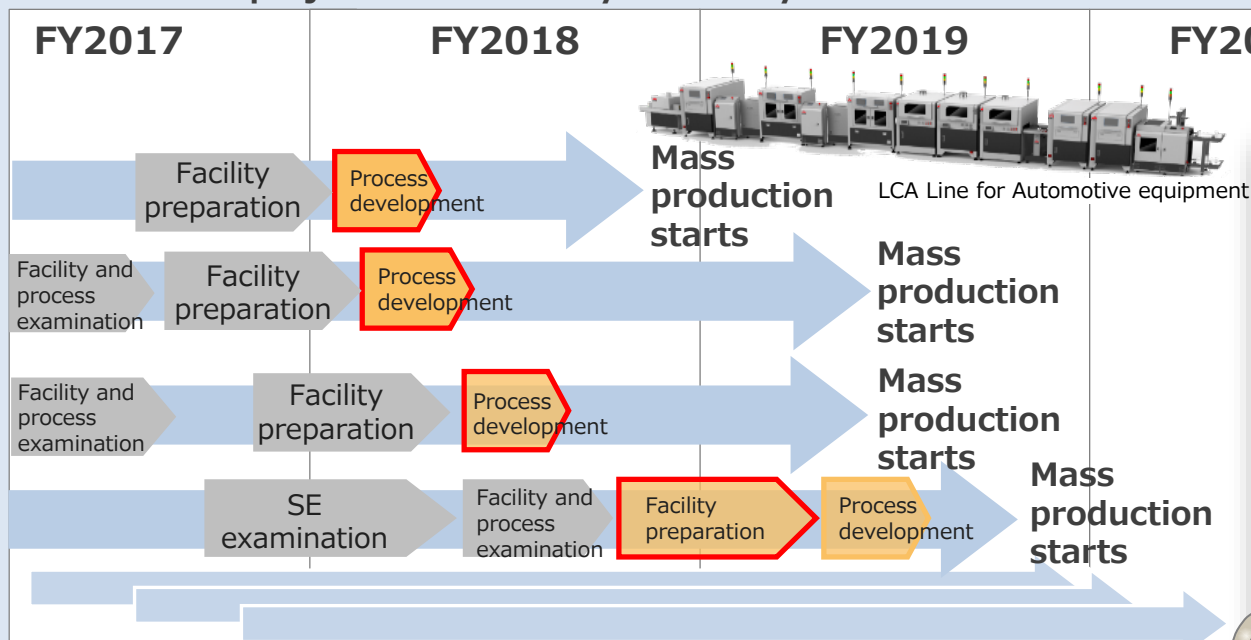 FY2017
FY2018
FY2019
LCA Line for Automotive equipment
Facility
preparation
Process
development
Mass
production
starts
Facility and
process
examination
Facility
preparation
Process
development
Mass
production
starts
Facility and
process
examination
Facility
preparation
Process
development
Mass
production
starts
SE
examination
Facility and
process
examination
Facility
preparation
Process
development
Mass
production
starts